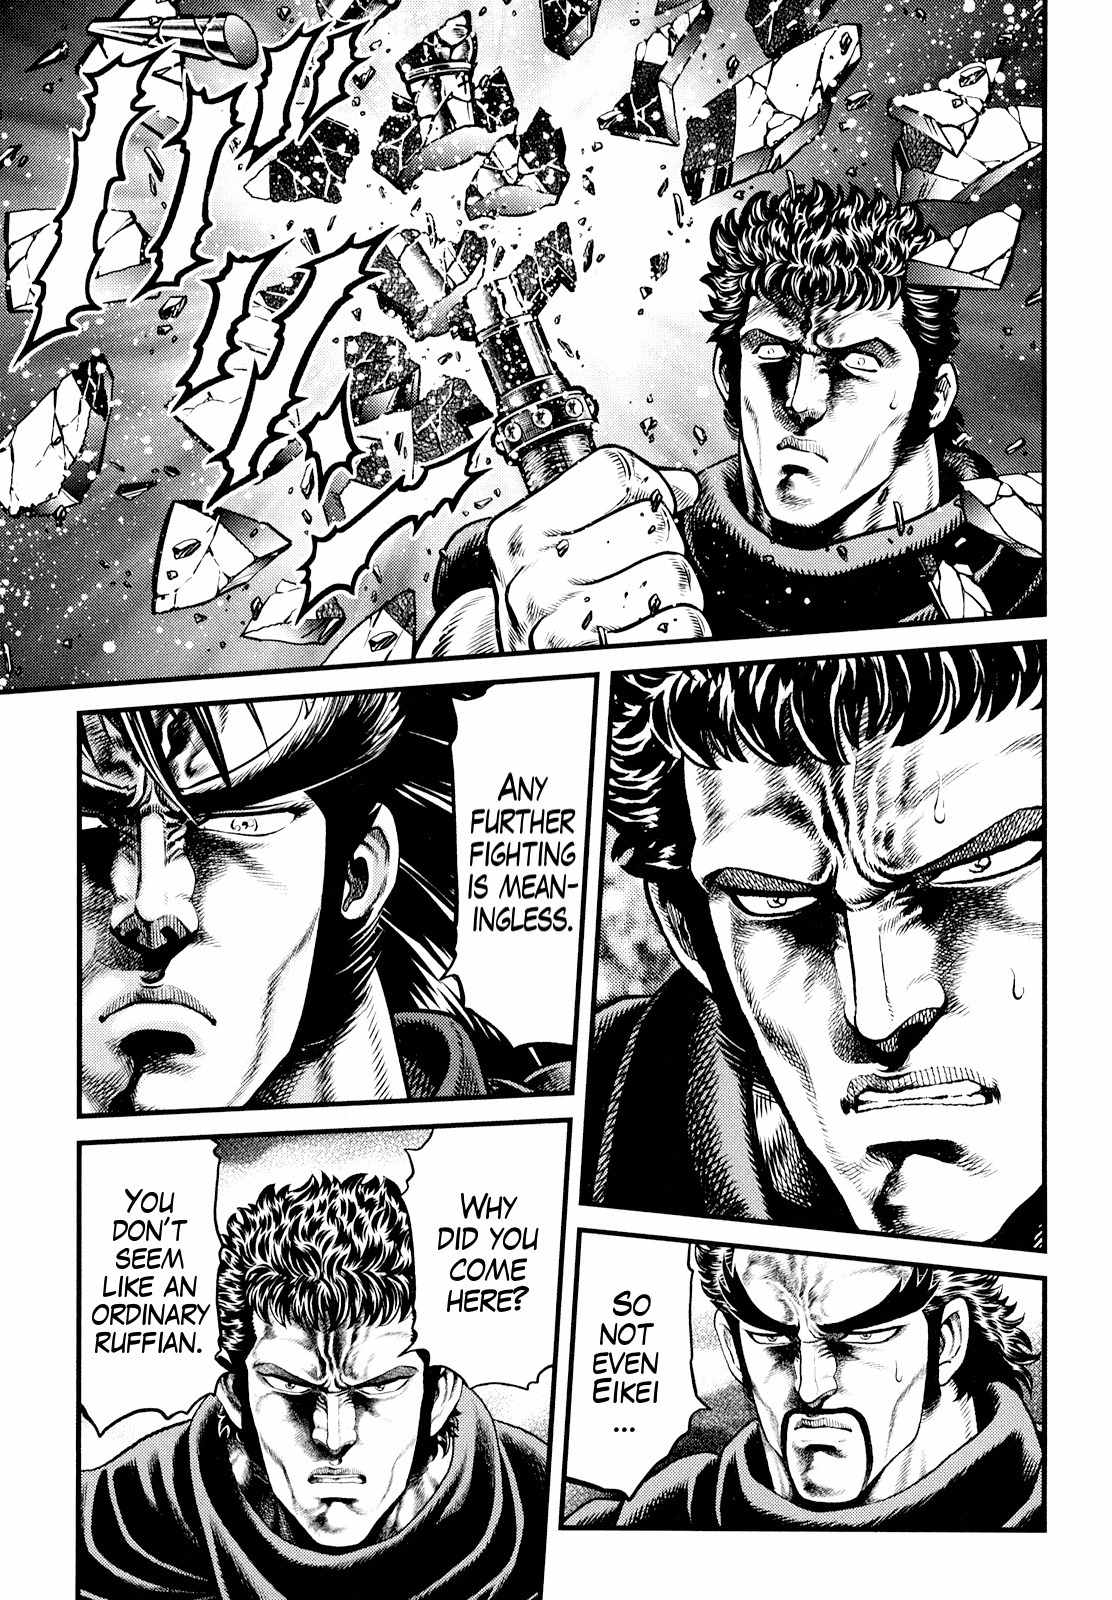 ANY
FURTHER
FIGHTING
IS MEAN-
INGLESS.
SO
NOT
EVEN
EIKEI
...
WHY
DID YOU
COME
HERE?
YOU
DON'T
SEEM
LIKE AN
ORDINARY
RUFFIAN.